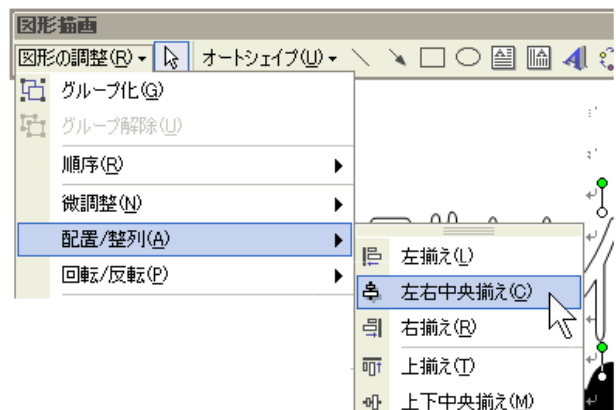 図形描画
図形の調整(R) オートシェイプ(U)
グループ化(G)
グループ解除(U)
順序(R)
微調整(N)
配置/整列(A)
回転/反転(P)
左揃え(L)
左右中央揃え(C)
右揃え(R)
上揃え(T)
上下中央揃え(M)